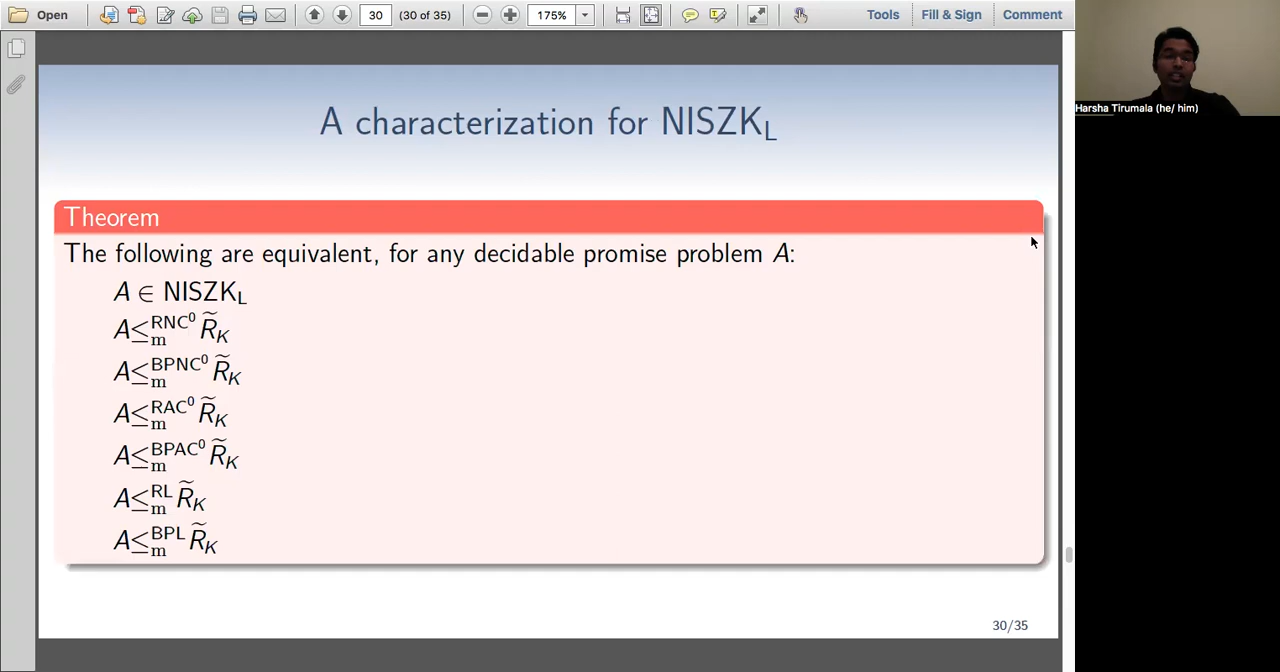 Open
30
(30 of 35)
175%
Tools
Fill & Sign
Comment
Harsha Tirumala (he/ him)
A characterization for NISZK_L
Theorem
The following are equivalent, for any decidable promise problem A:
A ∈ NISZK_L
A ≤_m^{RNC^0} R̃_K
A ≤_m^{BPNC^0} R̃_K
A ≤_m^{RAC^0} R̃_K
A ≤_m^{BPAC^0} R̃_K
A ≤_m^{RL} R̃_K
A ≤_m^{BPL} R̃_K
30/35